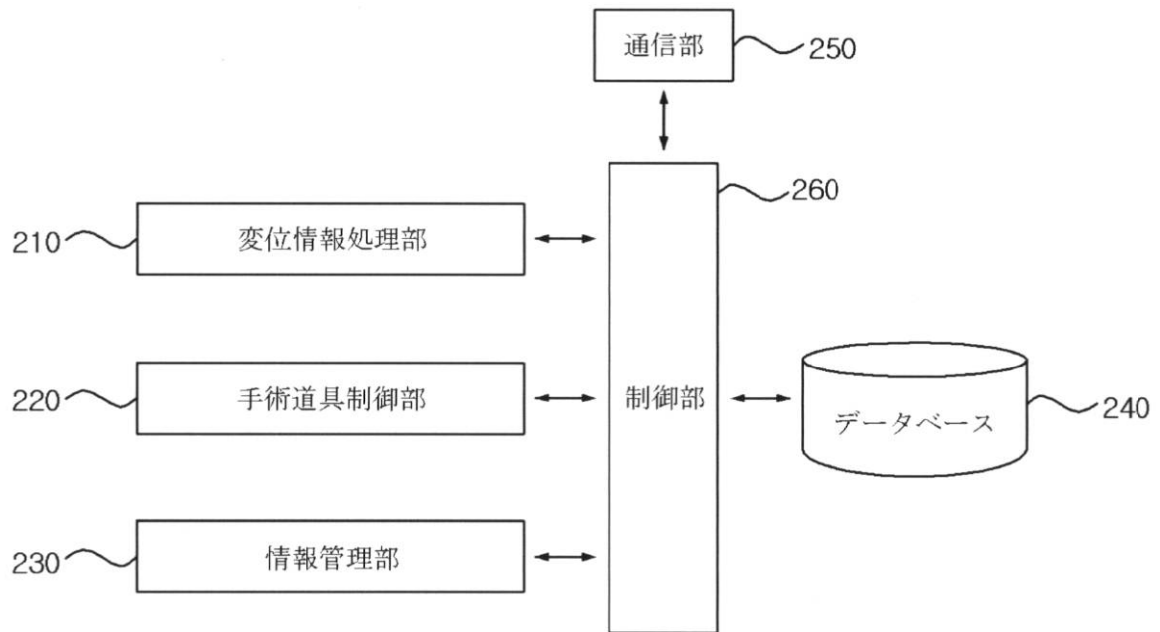 通信部
250
260
210
変位情報処理部
220
手術道具制御部
制御部
データベース
240
230
情報管理部